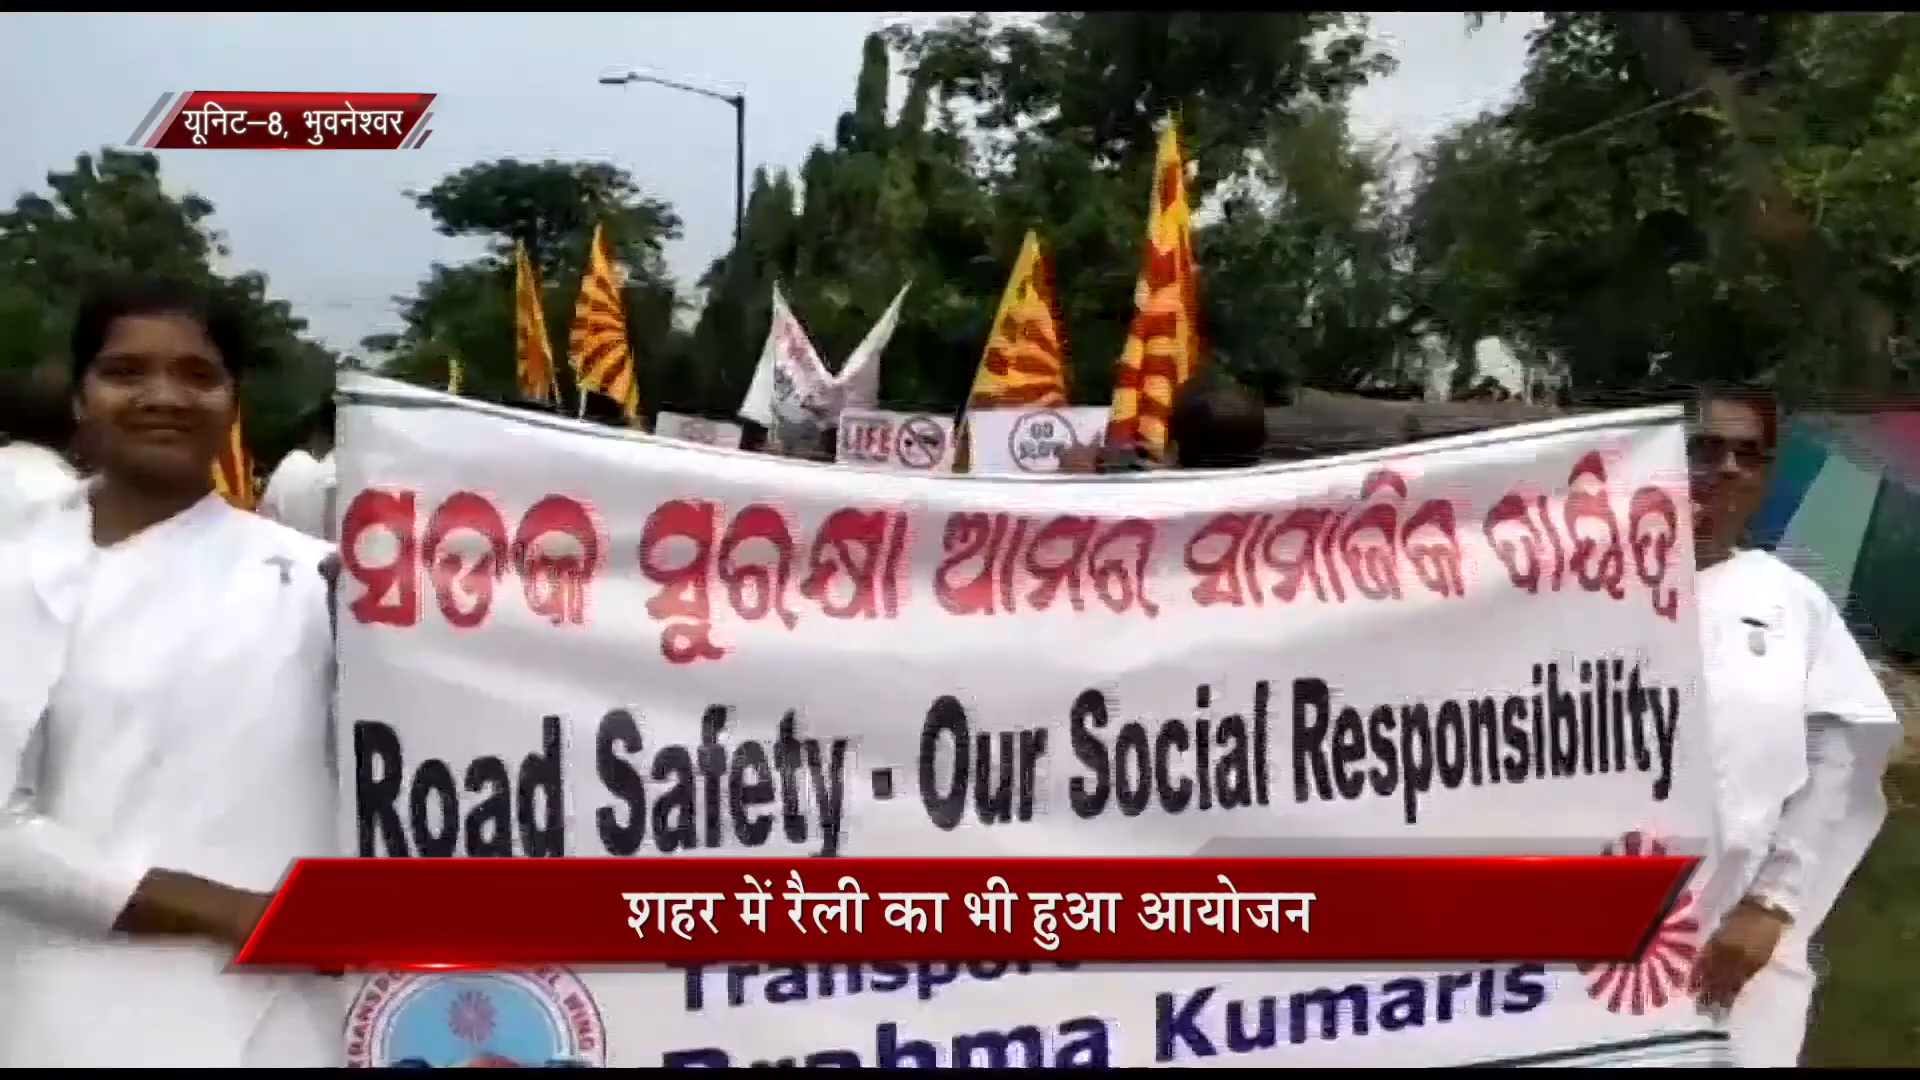 यूनिट–8, भुवनेश्वर
LIFE
GO
SLOW
ସଡକ ସୁରକ୍ଷା ଆମର ସାମାଜିକ ଦାୟିତ୍ୱ
Road Safety - Our Social Responsibility
शहर में रैली का भी हुआ आयोजन
Transport
Brahma Kumaris